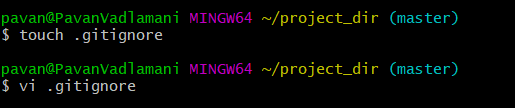 pavan@PavanVadlamani MINGW64 ~/project_dir (master)
$ touch .gitignore
pavan@PavanVadlamani MINGW64 ~/project_dir (master)
$ vi .gitignore